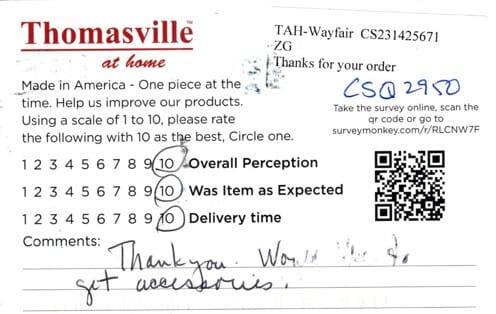 Thomasville
at home
TAH-Wayfair CS231425671
ZG
Thanks for your order
CSQ2950
Made in America - One piece at the
time. Help us improve our products.
Using a scale of 1 to 10, please rate
the following with 10 as the best, Circle one.
Take the survey online, scan the
qr code or go to
surveymonkey.com/r/RLCNW7F
1 2 3 4 5 6 7 8 9 10 Overall Perception
1 2 3 4 5 6 7 8 9 10 Was Item as Expected
1 2 3 4 5 6 7 8 9 10 Delivery time
Comments: Thank you. Would to
get accessories.